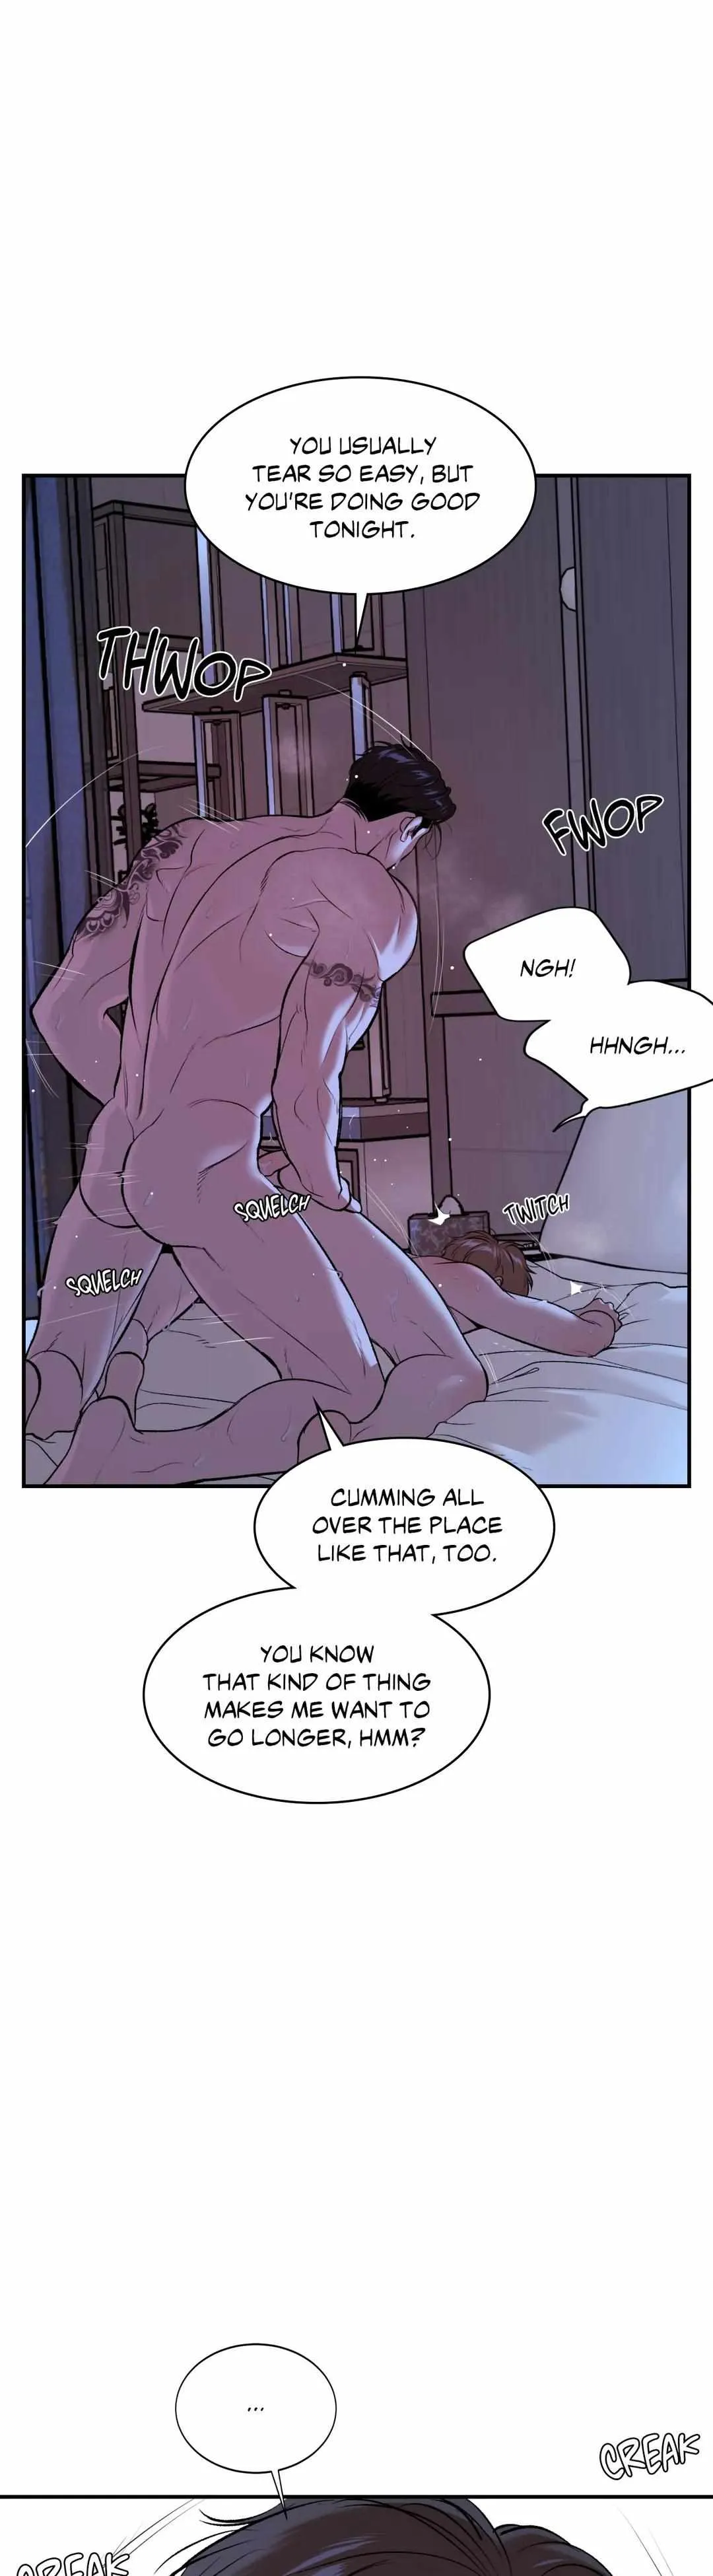 YOU USUALLY
TEAR SO EASY, BUT
YOU'RE DOING GOOD
TONIGHT.
THWOP
FWOP
NGH!
HHNGH...
SQUELCH
TWITCH
SQUELCH
CUMMING ALL
OVER THE PLACE
LIKE THAT, TOO.
YOU KNOW
THAT KIND OF THING
MAKES ME WANT TO
GO LONGER, HMM?
...
CREAK
CREAK